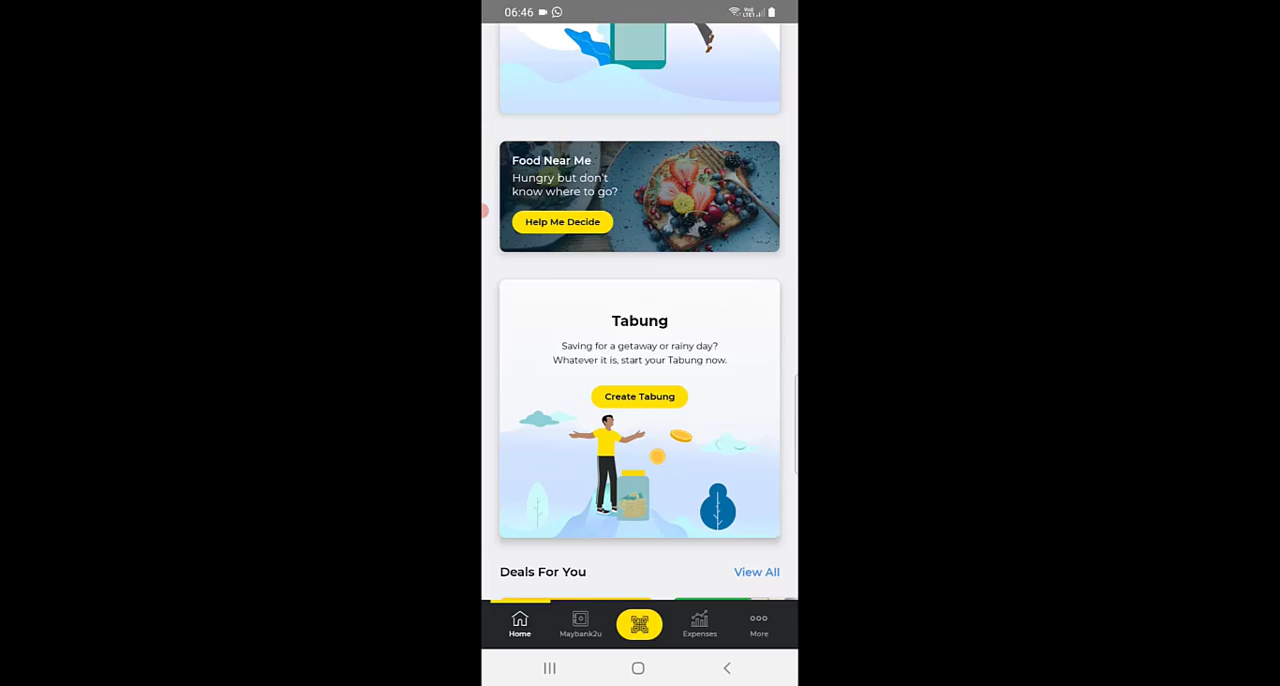 06:46
Food Near Me
Hungry but don't
know where to go?
Help Me Decide
Tabung
Saving for a getaway or rainy day?
Whatever it is, start your Tabung now.
Create Tabung
Deals For You
View All
Home
Maybank2u
Expenses
More